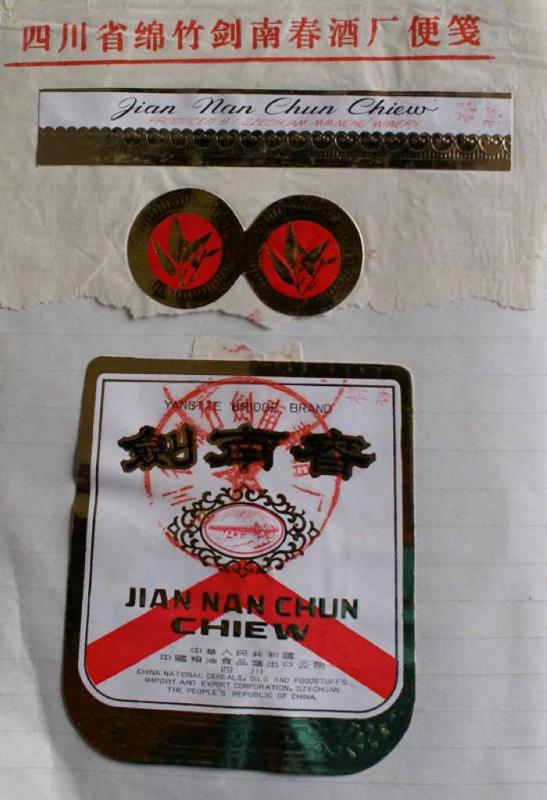 四川省绵竹剑南春酒厂便笺
Jian Nan Chun Chiew
PRODUCED BY SZECHUAM MIANCHU WINERY
YANGTZE BRIDGE BRAND
劍南春
JIAN NAN CHUN
CHIEW
中華人民共和國
中國糧油食品進出口公司
四川
CHINA NATIONAL CEREALS, OILS AND FOODSTUFFS
IMPORT AND EXPORT CORPORATION, SZECHUAN
THE PEOPLE'S REPUBLIC OF CHINA